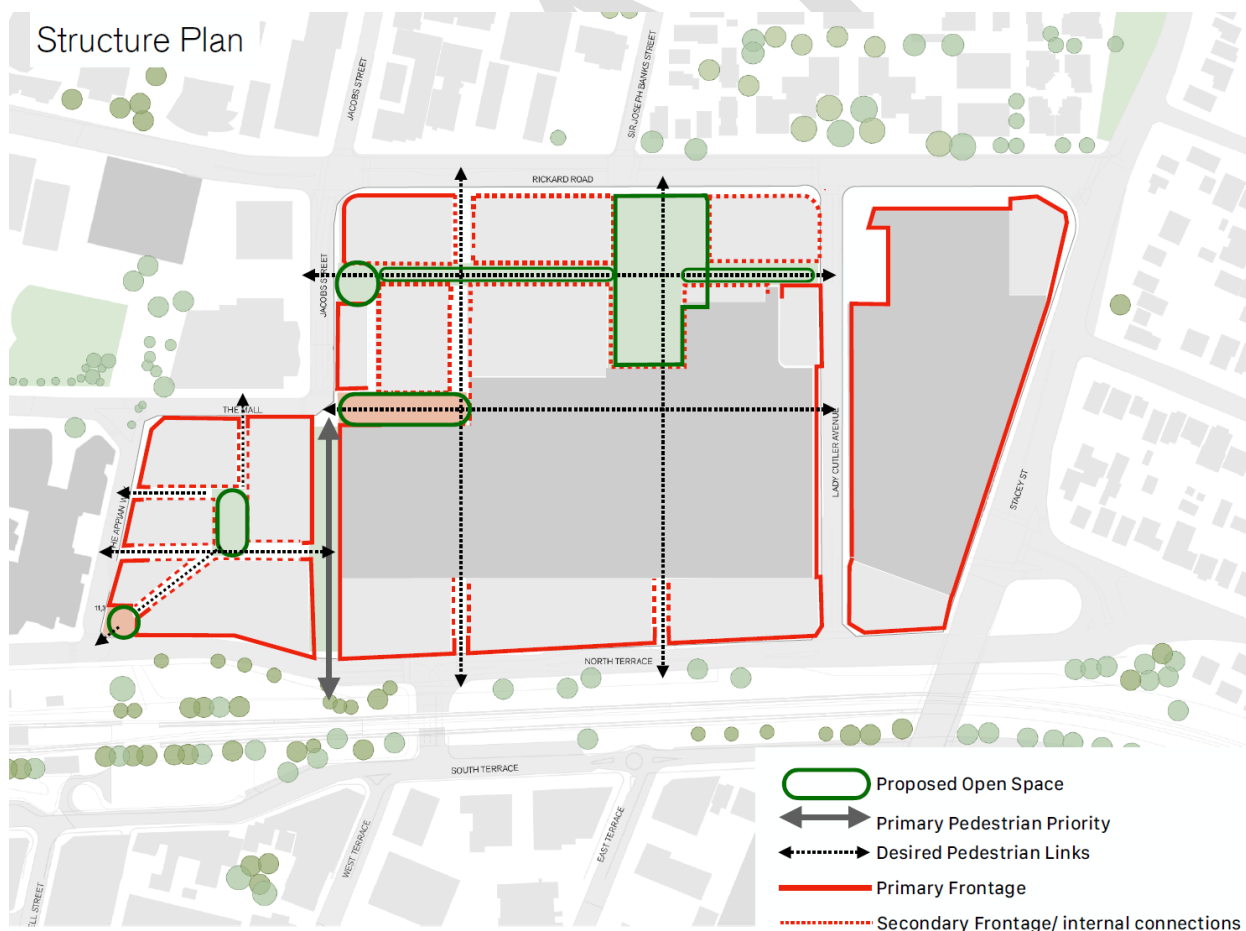 Structure Plan
JACOBS STREET
SIR JOSEPH BANKS STREET
RICKARD ROAD
JACOBS STREET
THE MALL
THE APPIAN WAY
LADY CUTLER AVENUE
STACEY ST
NORTH TERRACE
SOUTH TERRACE
WEST TERRACE
EAST TERRACE
ELL STREET
Proposed Open Space
Primary Pedestrian Priority
Desired Pedestrian Links
Primary Frontage
Secondary Frontage/ internal connections